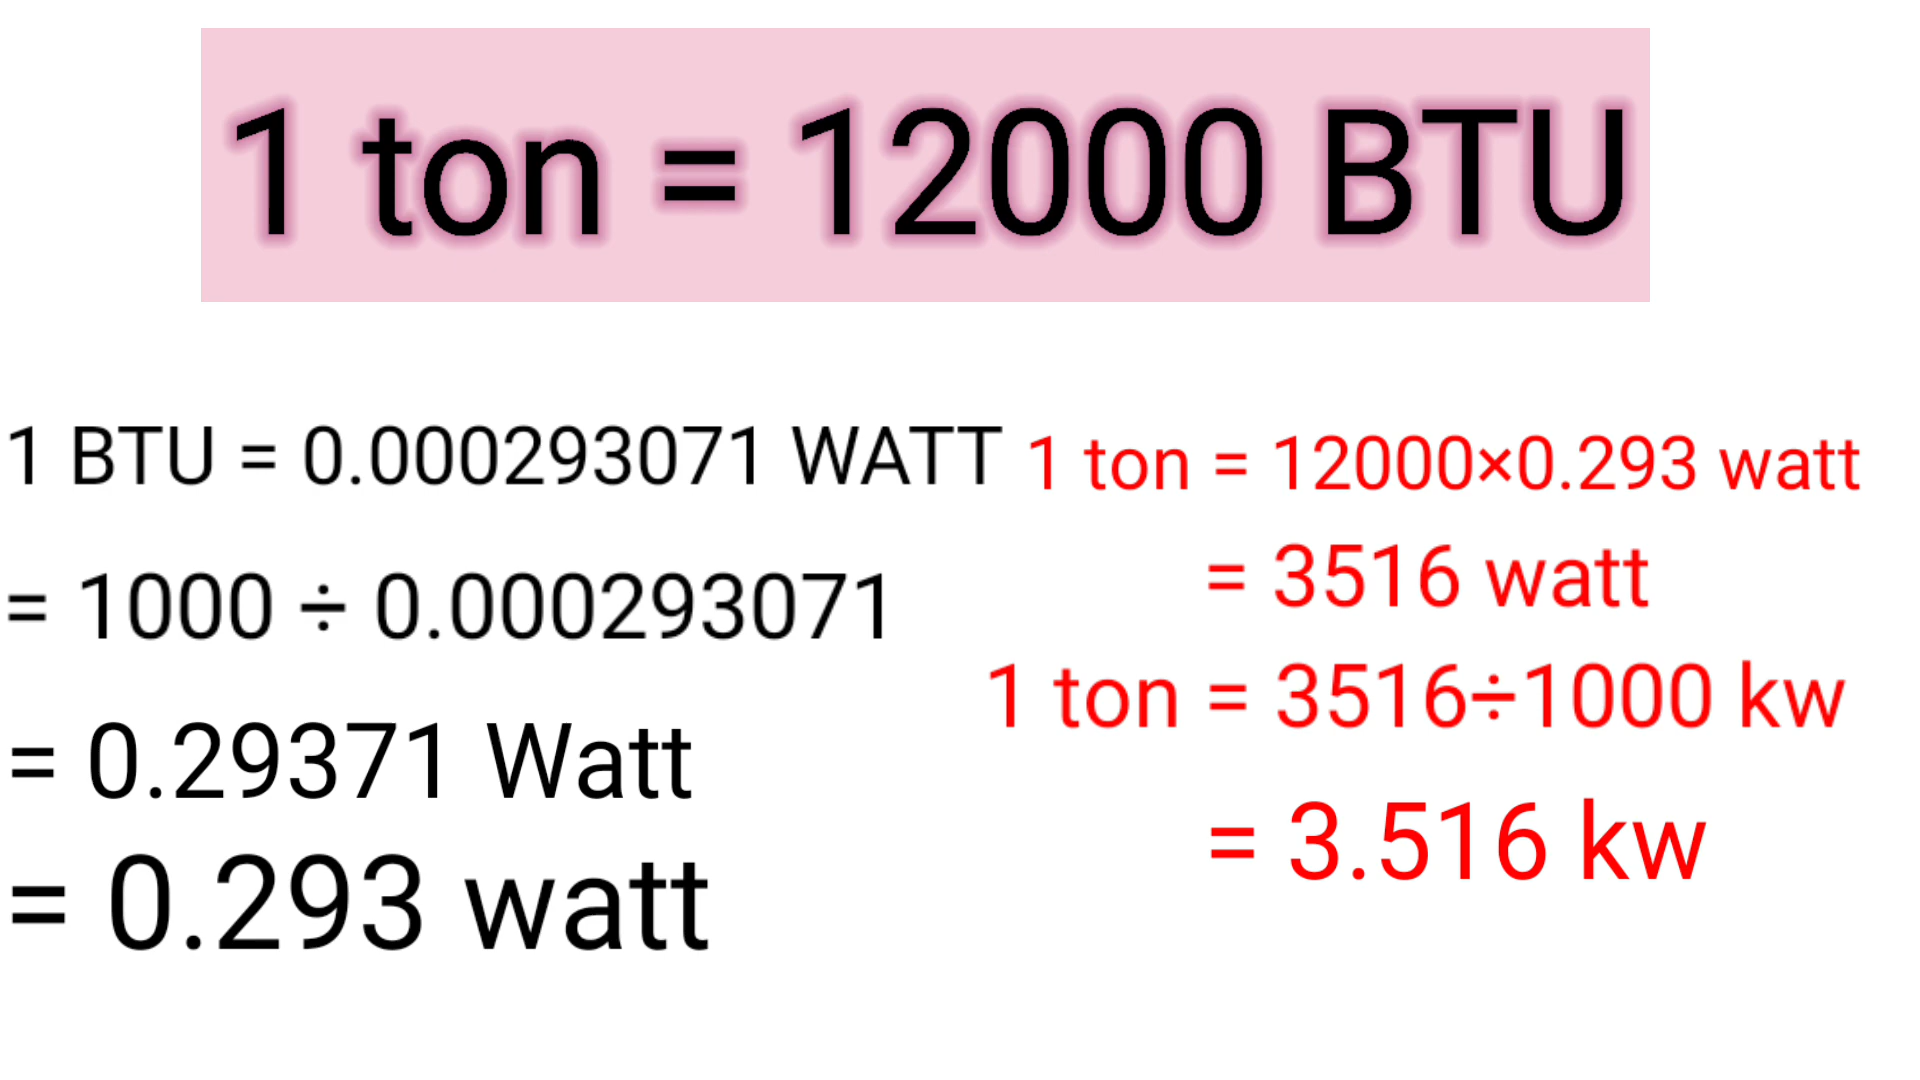 1 ton = 12000 BTU
1 BTU = 0.000293071 WATT
= 1000 ÷ 0.000293071
= 0.29371 Watt
= 0.293 watt
1 ton = 12000×0.293 watt
= 3516 watt
1 ton = 3516÷1000 kw
= 3.516 kw